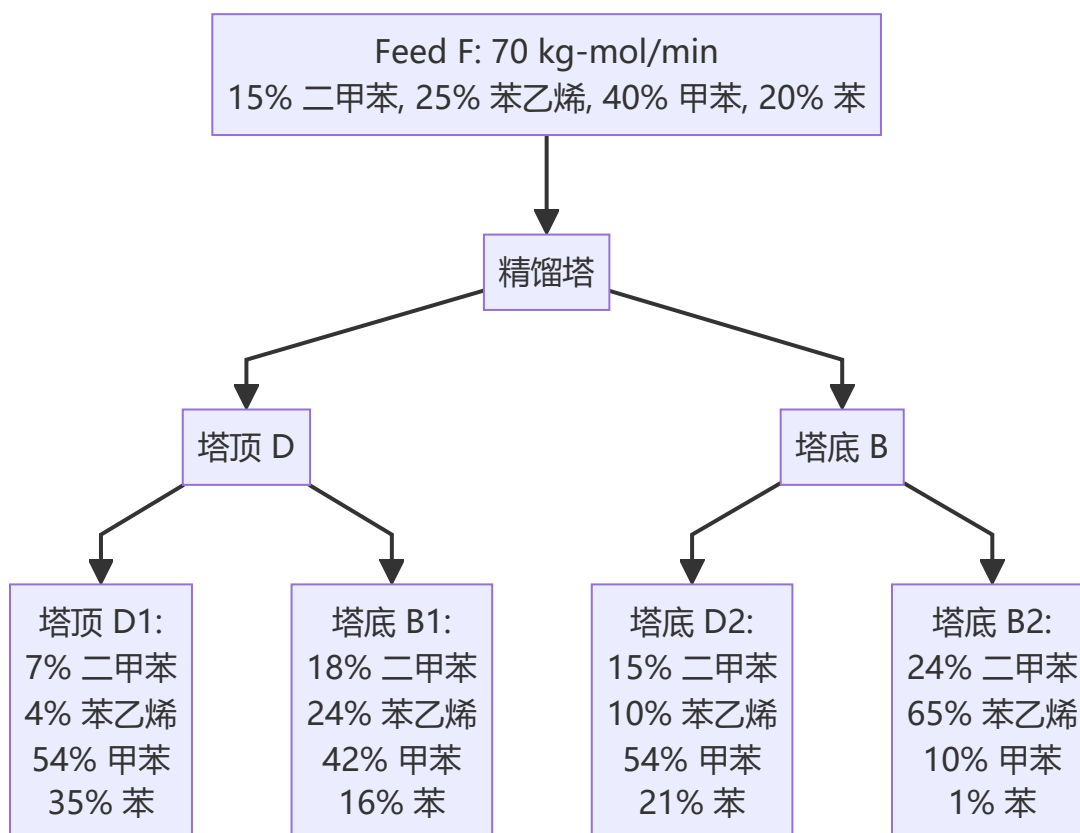 Feed F: 70 kg-mol/min
15% 二甲苯, 25% 苯乙烯, 40% 甲苯, 20% 苯
精馏塔
塔顶 D
塔底 B
塔顶 D1:
7% 二甲苯
4% 苯乙烯
54% 甲苯
35% 苯
塔底 B1:
18% 二甲苯
24% 苯乙烯
42% 甲苯
16% 苯
塔底 D2:
15% 二甲苯
10% 苯乙烯
54% 甲苯
21% 苯
塔底 B2:
24% 二甲苯
65% 苯乙烯
10% 甲苯
1% 苯